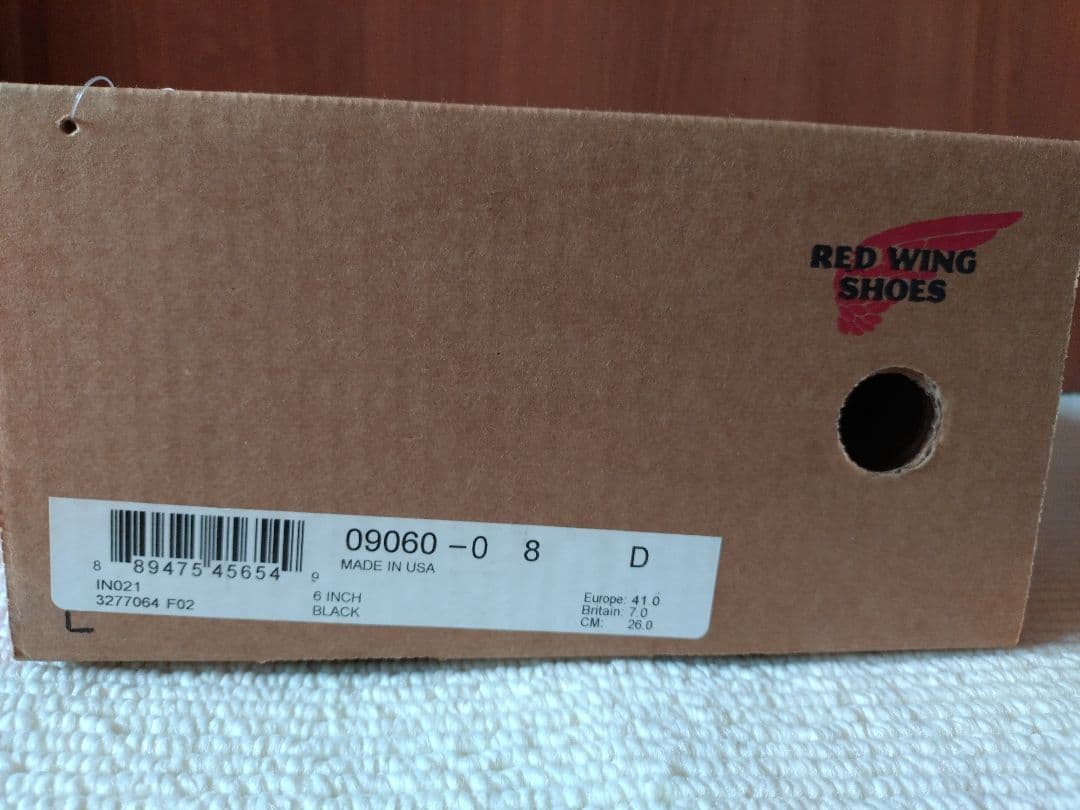 RED WING
SHOES
09060 -0 8 D
MADE IN USA
8 89475 45654 9
IN021
3277064 F02
6 INCH
BLACK
Europe: 41.0
Britain: 7.0
CM: 26.0
L